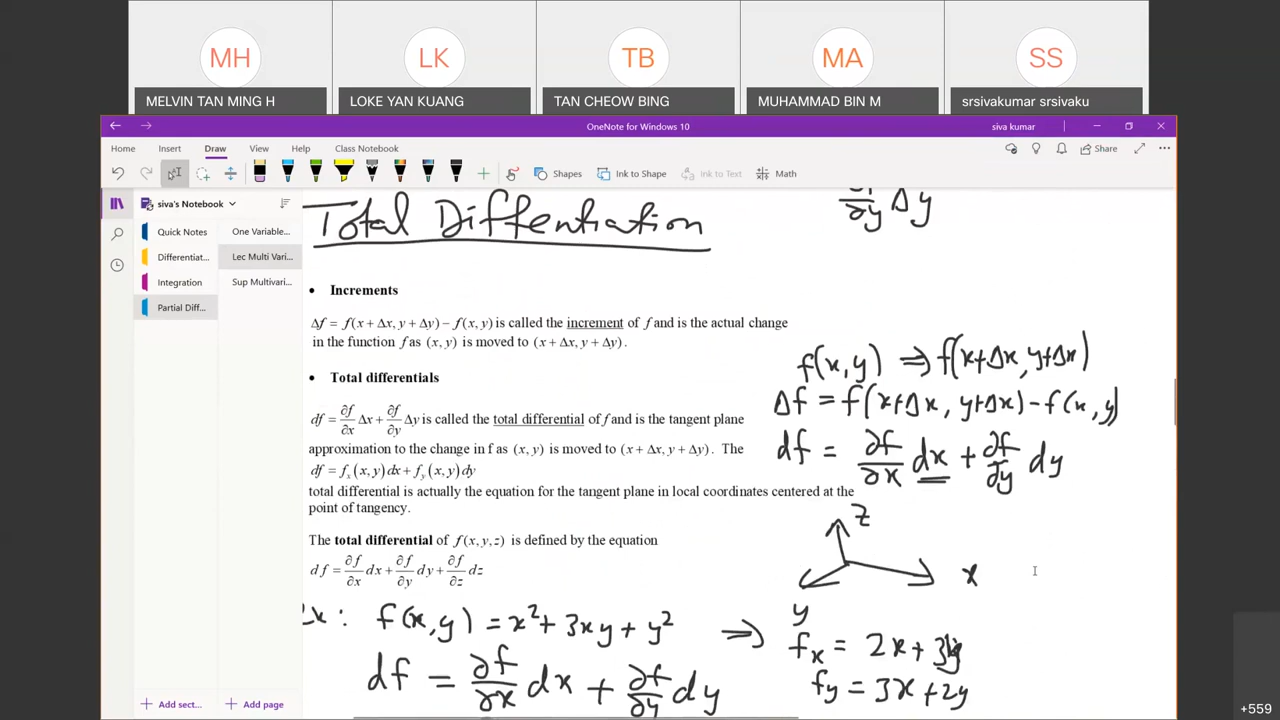 MH LK TB MA SS
MELVIN TAN MING H LOKE YAN KUANG TAN CHEOW BING MUHAMMAD BIN M srsivakumar srsivaku
OneNote for Windows 10 siva kumar
Home Insert Draw View Help Class Notebook Share
Shapes Ink to Shape Ink to Text Math
siva's Notebook
Quick Notes
Differentiat...
Integration
Partial Diff...
One Variable...
Lec Multi Vari...
Sup Multivari...
Add sect... Add page
Total Diffentiation
∂y Δy
• Increments
Δf = f(x + Δx, y + Δy) − f(x, y) is called the increment of f and is the actual change
in the function f as (x, y) is moved to (x + Δx, y + Δy).
• Total differentials
df = ∂f/∂x Δx + ∂f/∂y Δy is called the total differential of f and is the tangent plane
approximation to the change in f as (x, y) is moved to (x + Δx, y + Δy). The
df = fx(x, y)dx + fy(x, y)dy
total differential is actually the equation for the tangent plane in local coordinates centered at the
point of tangency.
The total differential of f(x, y, z) is defined by the equation
df = ∂f/∂x dx + ∂f/∂y dy + ∂f/∂z dz
f(x,y) ⇒ f(x+Δx, y+Δx)
Δf = f(x+Δx, y+Δx) − f(x, y)
df = ∂f/∂x dx + ∂f/∂y dy
z
x
y
: f(x,y) = x² + 3xy + y² ⇒
df = ∂f/∂x dx + ∂f/∂y dy
fx = 2x + 3y
fy = 3x + 2y
+559